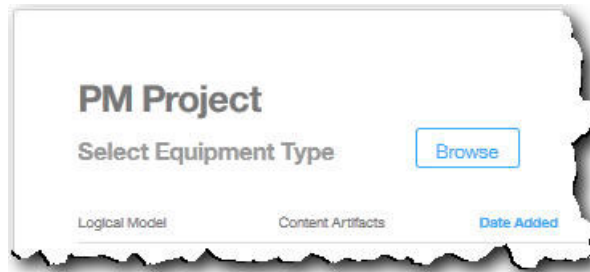 PM Project
Select Equipment Type Browse
Logical Model Content Artifacts Date Added